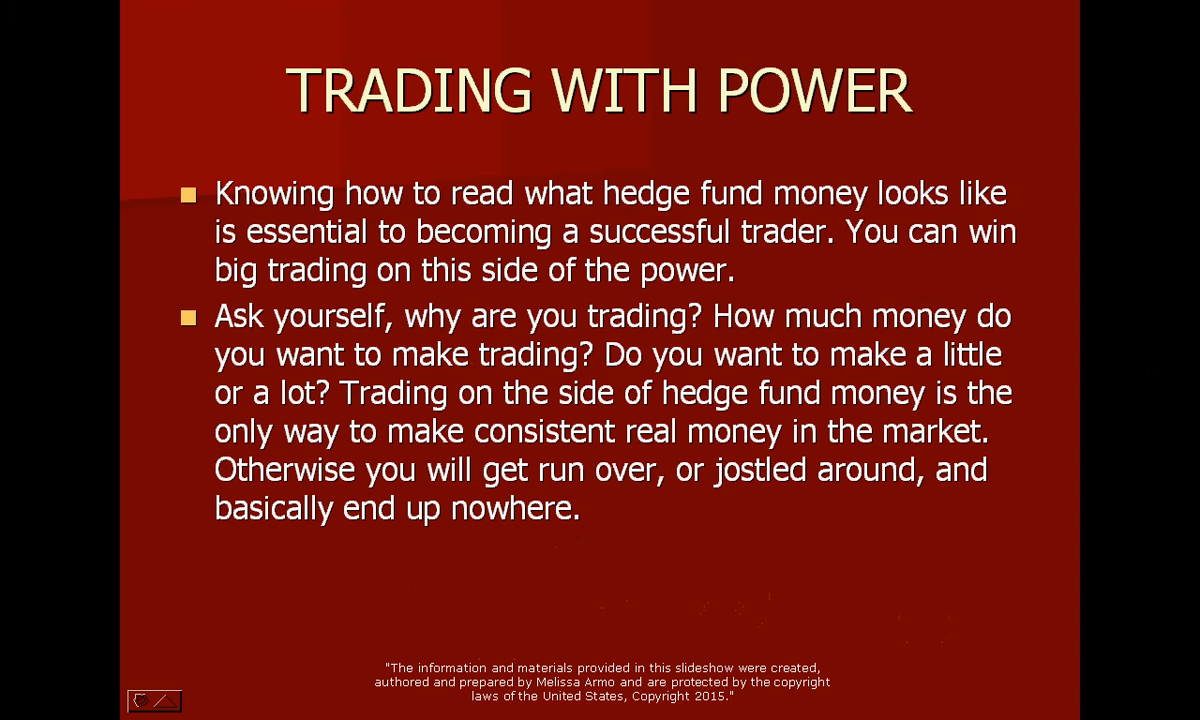 TRADING WITH POWER
Knowing how to read what hedge fund money looks like
is essential to becoming a successful trader. You can win
big trading on this side of the power.
Ask yourself, why are you trading? How much money do
you want to make trading? Do you want to make a little
or a lot? Trading on the side of hedge fund money is the
only way to make consistent real money in the market.
Otherwise you will get run over, or jostled around, and
basically end up nowhere.
"The information and materials provided in this slideshow were created,
authored and prepared by Melissa Armo and are protected by the copyright
laws of the United States, Copyright 2015."